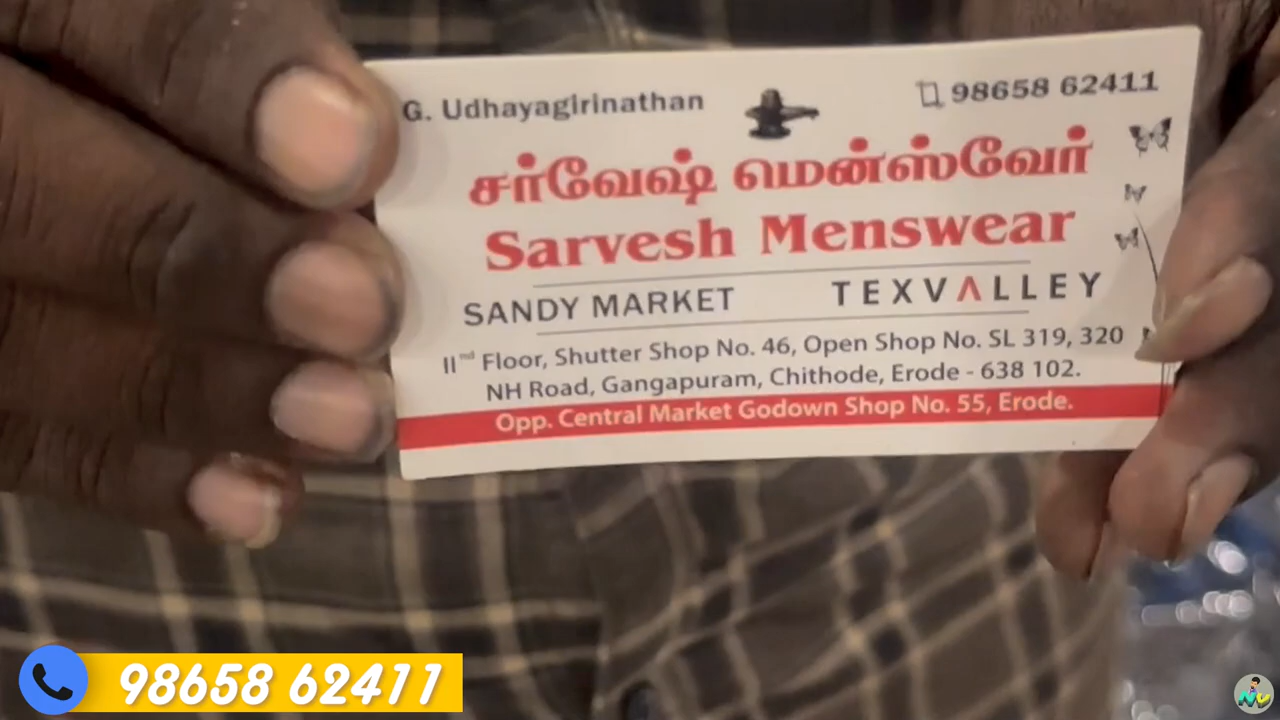 G. Udhayagirinathan
98658 62411
சர்வேஷ் மென்ஸ்வேர்
Sarvesh Menswear
SANDY MARKET TEXVALLEY
IInd Floor, Shutter Shop No. 46, Open Shop No. SL 319, 320
NH Road, Gangapuram, Chithode, Erode - 638 102.
Opp. Central Market Godown Shop No. 55, Erode.
98658 62411